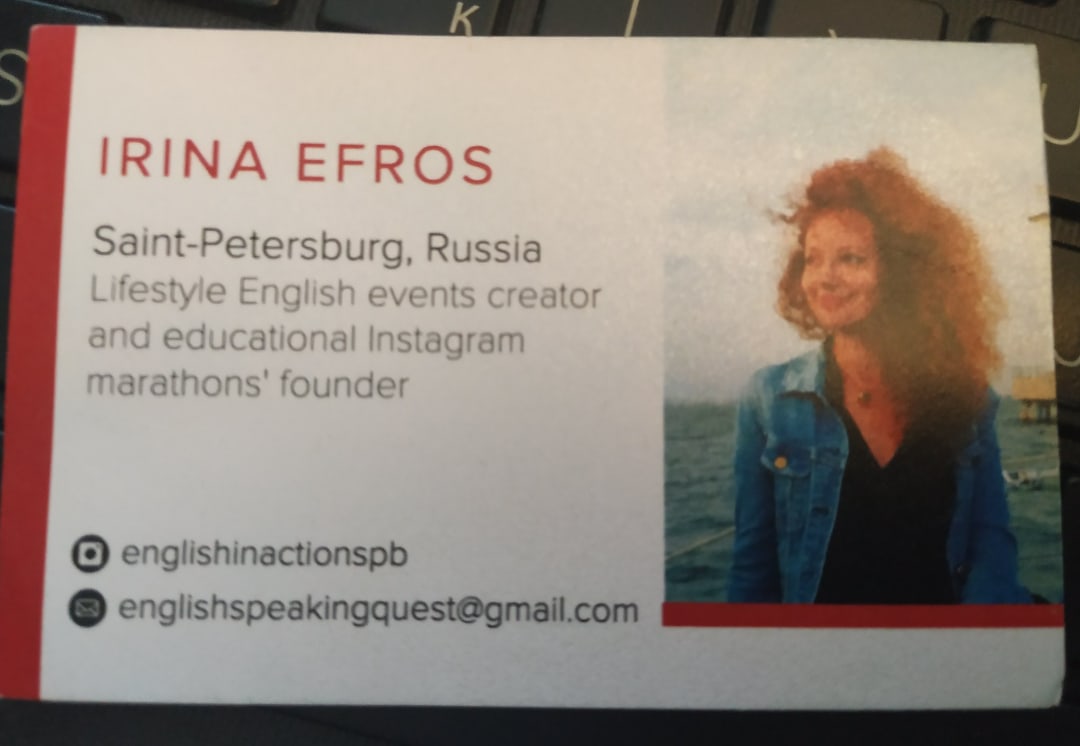 IRINA EFROS
Saint-Petersburg, Russia
Lifestyle English events creator
and educational Instagram
marathons' founder
englishinactionspb
englishspeakingquest@gmail.com
K
S
U